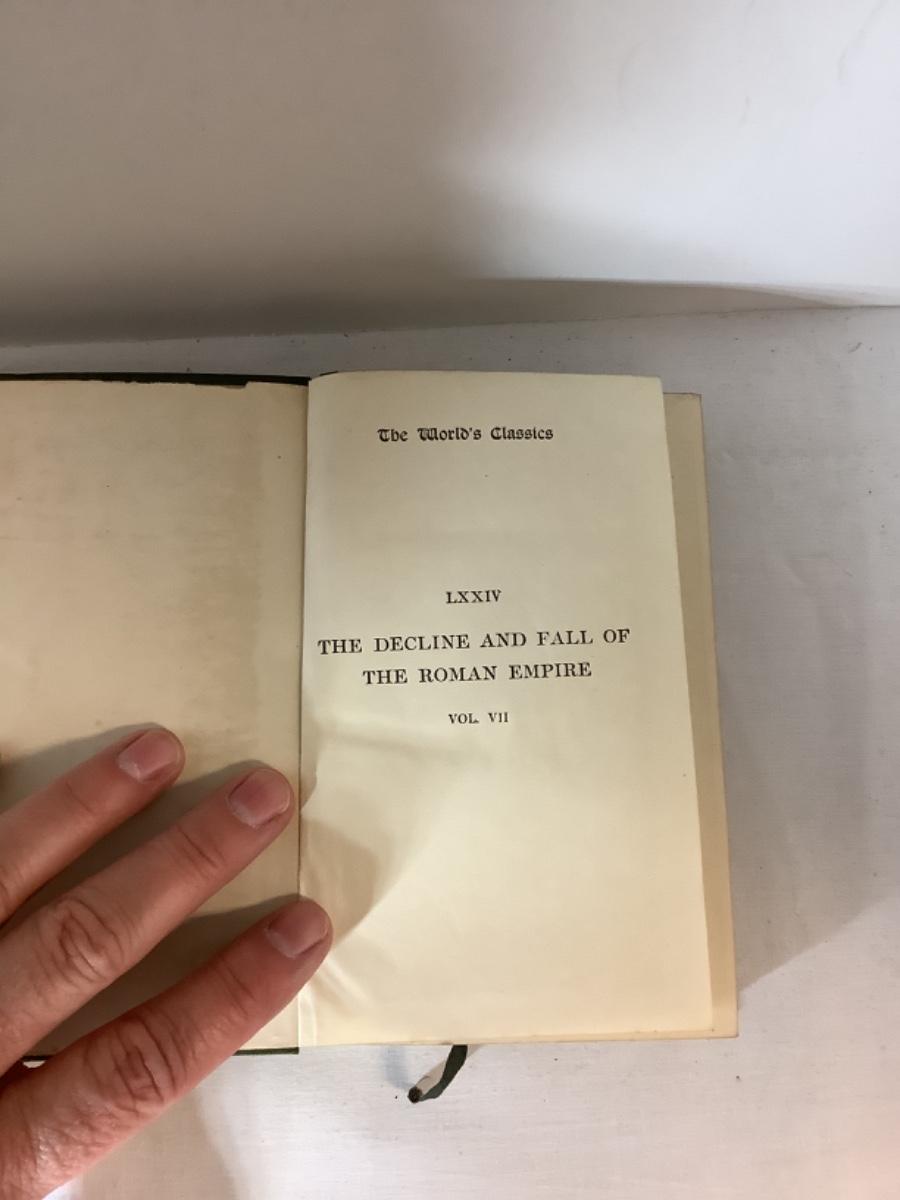 The World's Classics
LXXIV
THE DECLINE AND FALL OF
THE ROMAN EMPIRE
VOL. VII